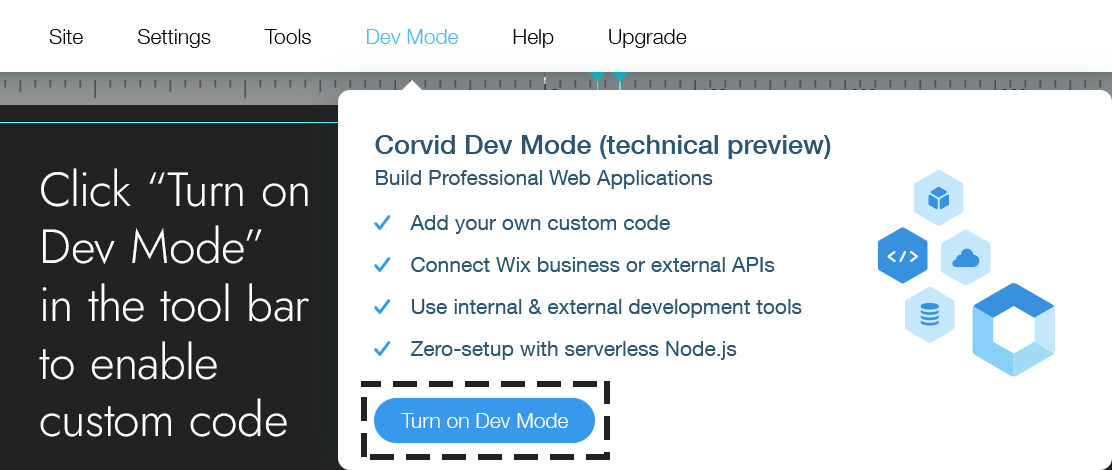 Site Settings Tools Dev Mode Help Upgrade
Click “Turn on
Dev Mode”
in the tool bar
to enable
custom code
Corvid Dev Mode (technical preview)
Build Professional Web Applications
Add your own custom code
Connect Wix business or external APIs
Use internal & external development tools
Zero-setup with serverless Node.js
Turn on Dev Mode